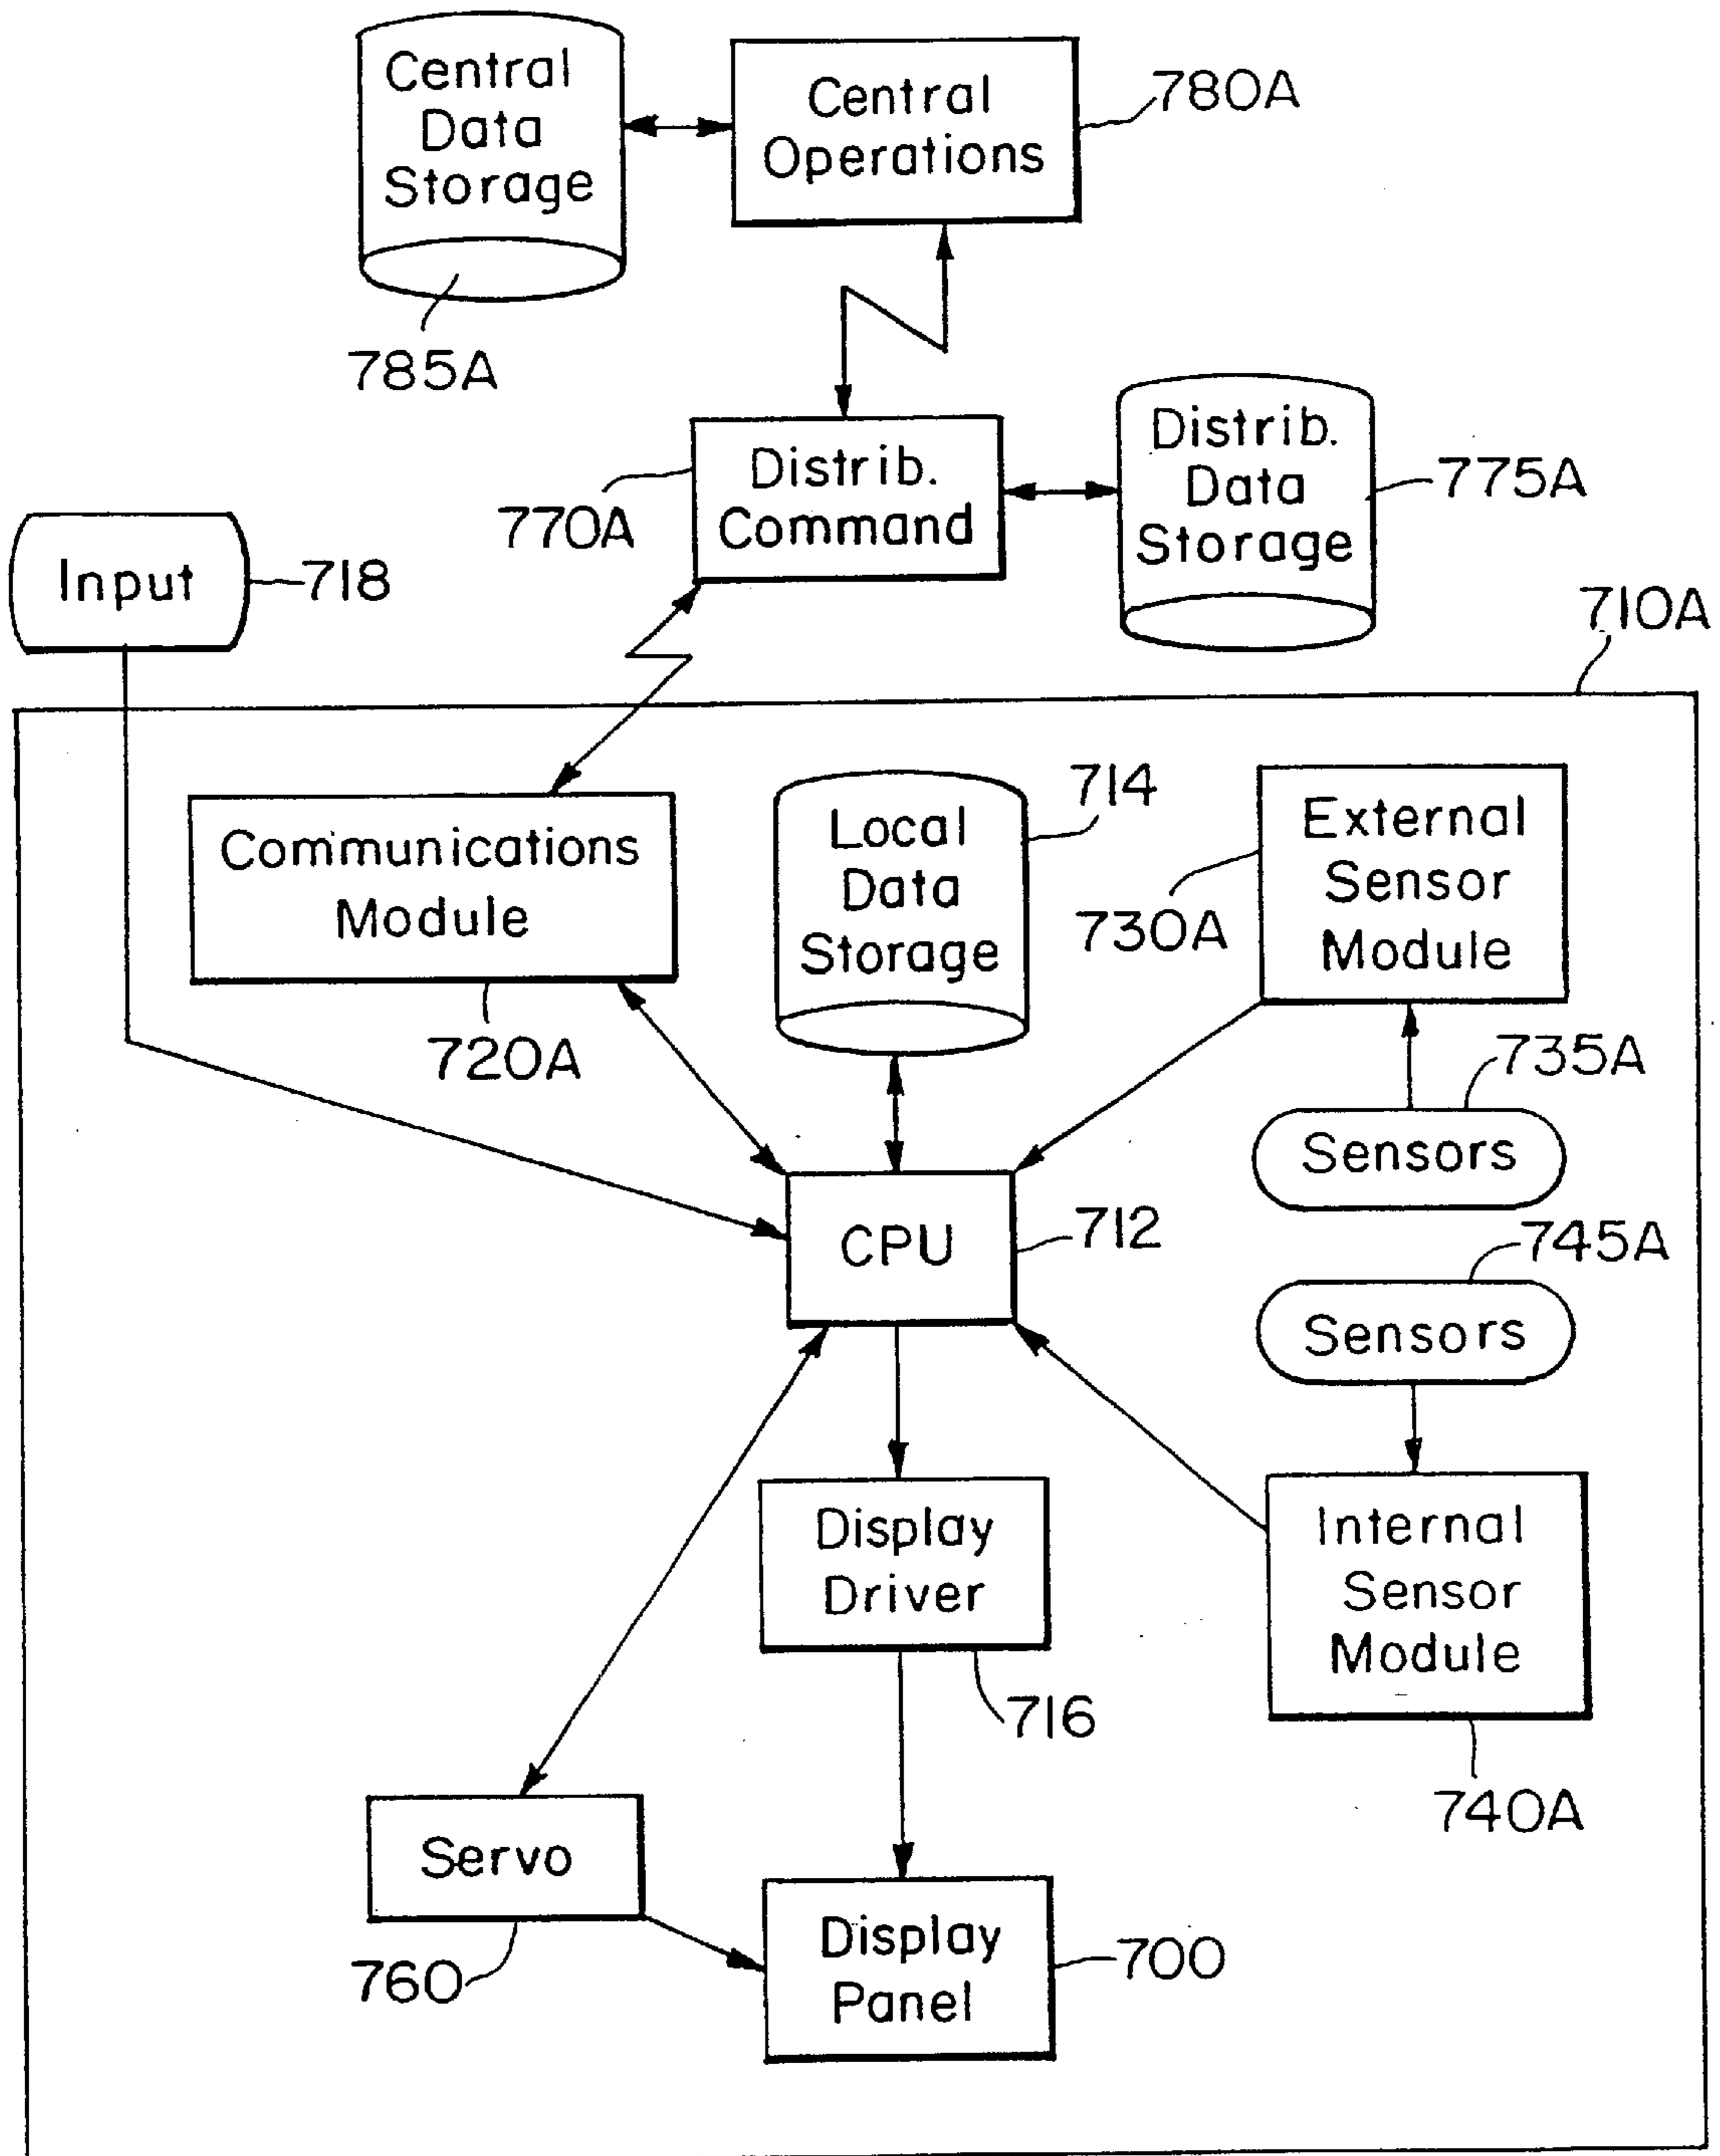 Central
Data
Storage
785A
Central
Operations
780A
Distrib.
Command
770A
Distrib.
Data
Storage
775A
Input
718
710A
Communications
Module
720A
Local
Data
Storage
714
External
Sensor
Module
730A
735A
Sensors
CPU
712
745A
Sensors
Display
Driver
716
Internal
Sensor
Module
740A
Servo
760
Display
Panel
700